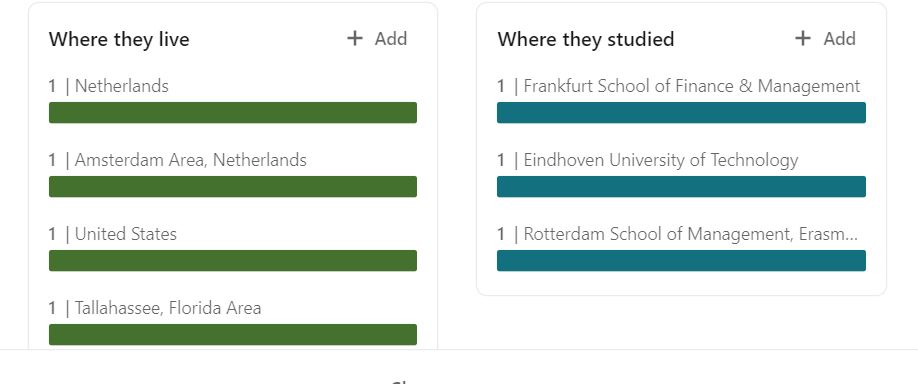 Where they live
+ Add
1 | Netherlands
1 | Amsterdam Area, Netherlands
1 | United States
1 | Tallahassee, Florida Area
Where they studied
+ Add
1 | Frankfurt School of Finance & Management
1 | Eindhoven University of Technology
1 | Rotterdam School of Management, Erasm...